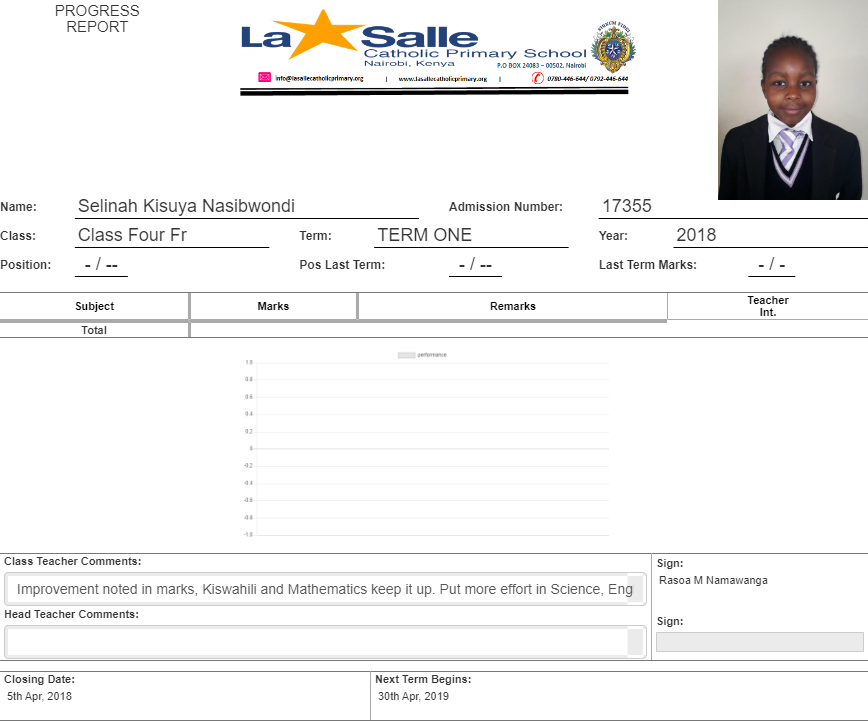 PROGRESS
REPORT
La Salle
Catholic Primary School
Nairobi, Kenya
P.O BOX 24083 – 00502, Nairobi
info@lasallecatholicprimary.org | www.lasallecatholicprimary.org | 0780-446-644/ 0792-446-644
Name: Selinah Kisuya Nasibwondi Admission Number: 17355
Class: Class Four Fr Term: TERM ONE Year: 2018
Position: - / -- Pos Last Term: - / -- Last Term Marks: - / -
Subject Marks Remarks Teacher Int.
Total
performance
1.0
0.8
0.6
0.4
0.2
0
-0.2
-0.4
-0.6
-0.8
-1.0
Class Teacher Comments: Sign:
Improvement noted in marks, Kiswahili and Mathematics keep it up. Put more effort in Science, Eng Rasoa M Namawanga
Head Teacher Comments: Sign:
Closing Date: Next Term Begins:
5th Apr, 2018 30th Apr, 2019